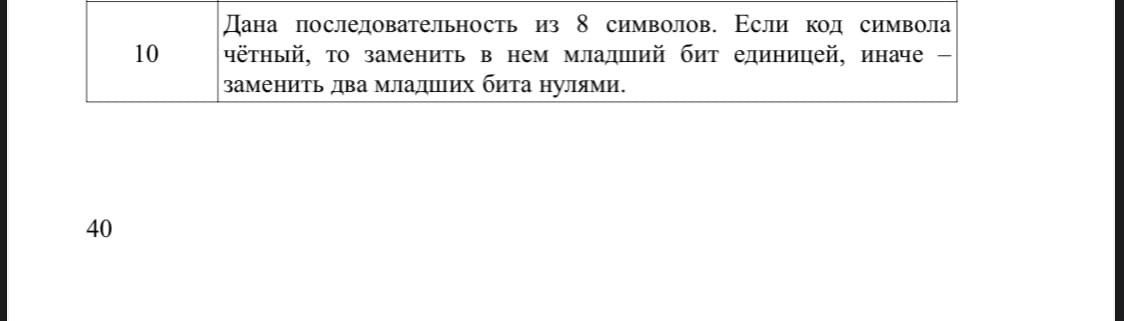 10
Дана последовательность из 8 символов. Если код символа
чётный, то заменить в нем младший бит единицей, иначе –
заменить два младших бита нулями.
40